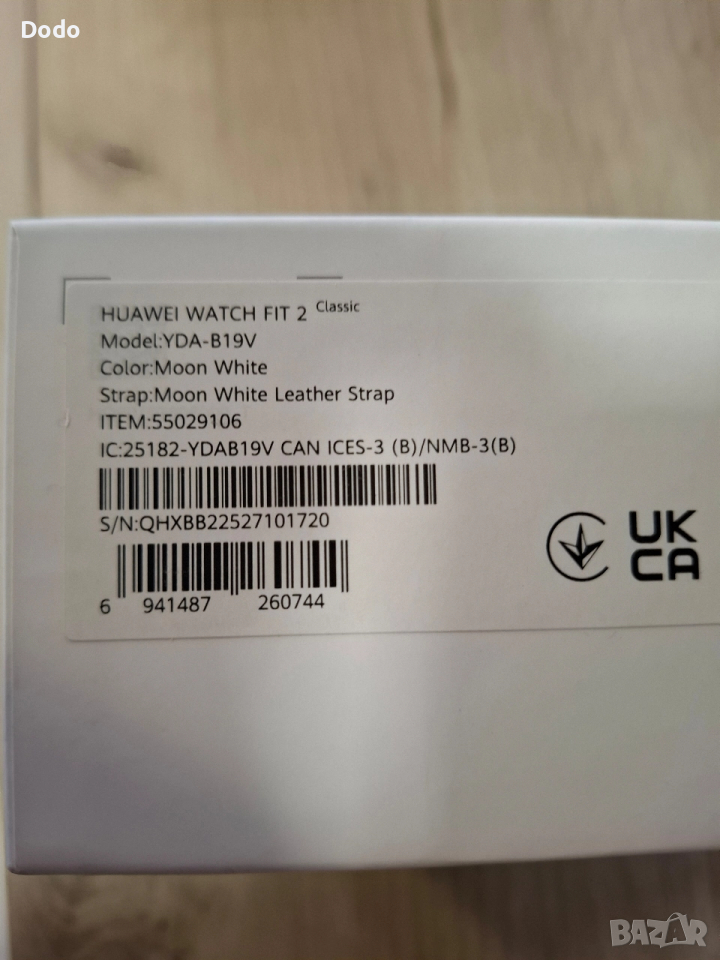 Dodo
HUAWEI WATCH FIT 2 Classic
Model:YDA-B19V
Color:Moon White
Strap:Moon White Leather Strap
ITEM:55029106
IC:25182-YDAB19V CAN ICES-3 (B)/NMB-3(B)
S/N:QHXBB22527101720
6 941487 260744
UK
CA
BAZAR